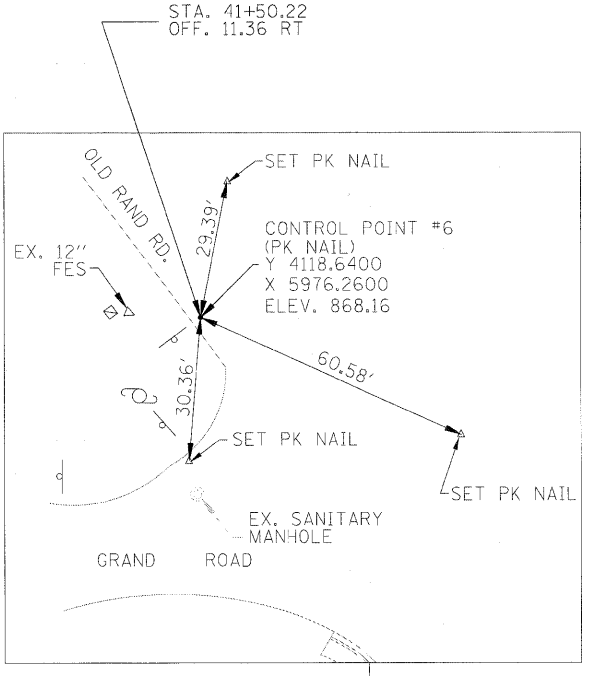 STA. 41+50.22
OFF. 11.36 RT
OLD RAND RD.
SET PK NAIL
29.39'
CONTROL POINT #6
(PK NAIL)
Y 4118.6400
X 5976.2600
ELEV. 868.16
EX. 12"
FES
60.58'
30.36'
SET PK NAIL
SET PK NAIL
EX. SANITARY
MANHOLE
GRAND ROAD